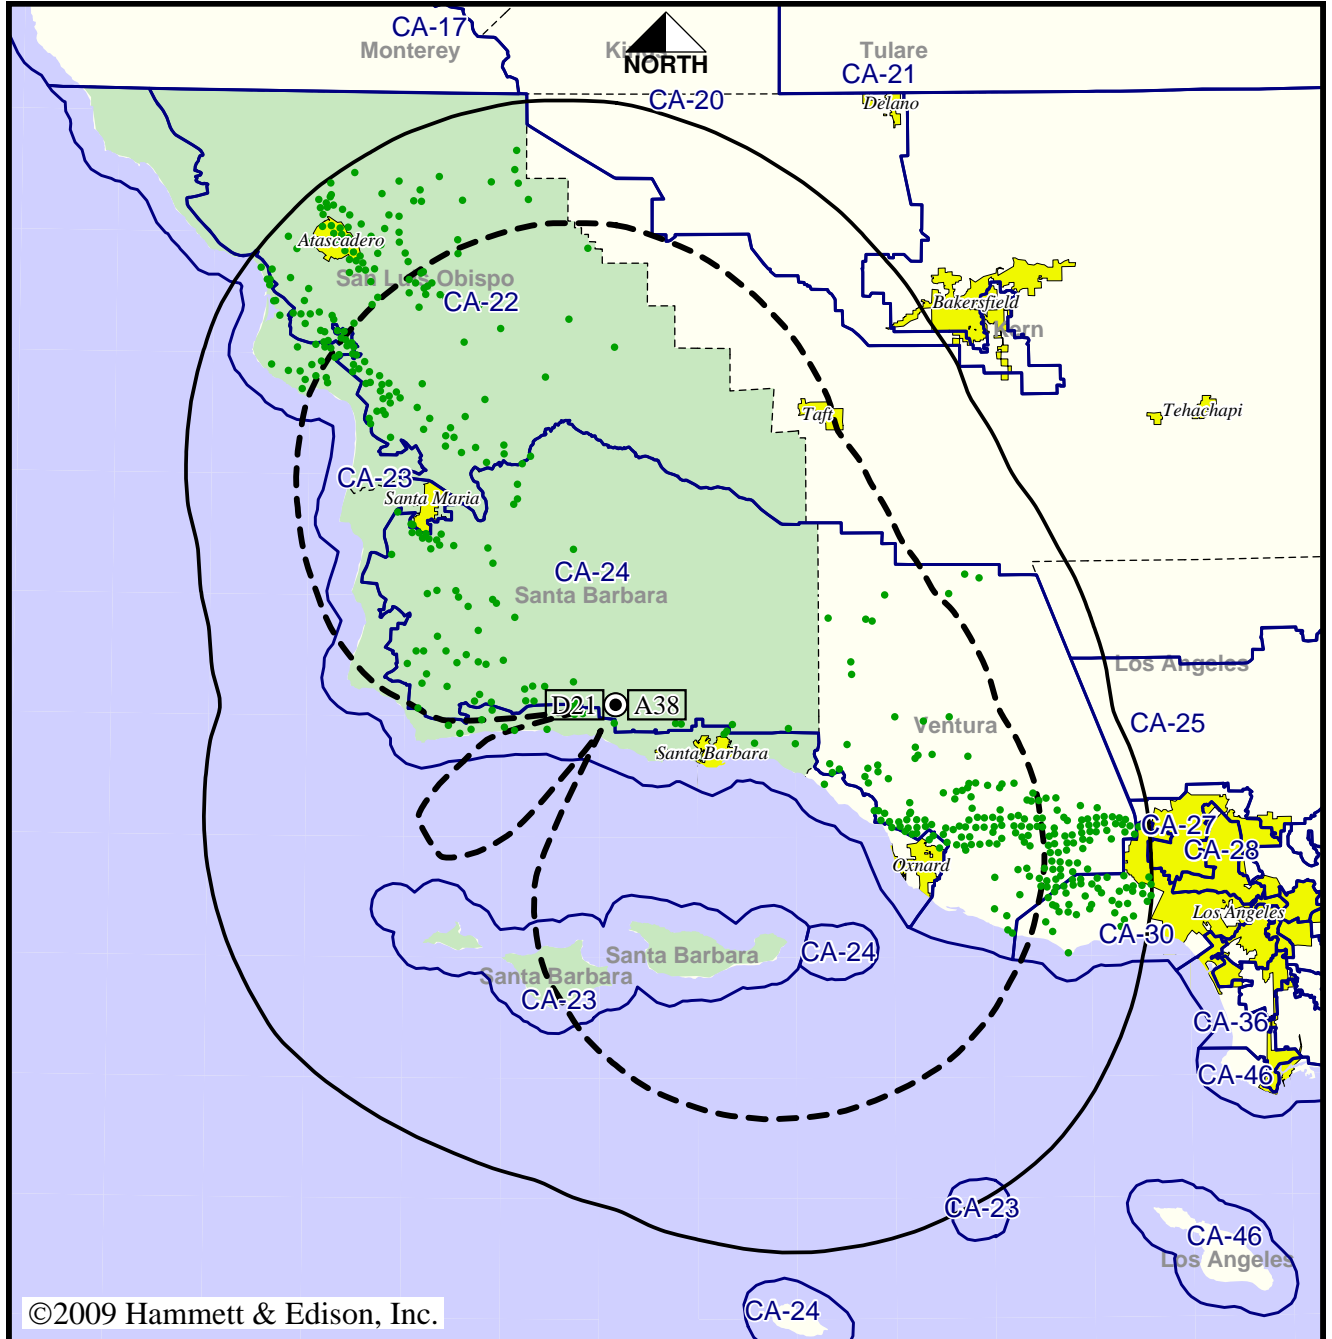 CA-17
Monterey
Kings
NORTH
Tulare
CA-21
CA-20
Delano
Atascadero
San Luis Obispo
CA-22
Bakersfield
Kern
Taft
Tehachapi
CA-23
Santa Maria
CA-24
Santa Barbara
Los Angeles
D21
A38
CA-25
Ventura
Santa Barbara
CA-27
CA-28
Oxnard
Los Angeles
CA-30
Santa Barbara
CA-24
Santa Barbara
CA-23
CA-36
CA-46
CA-23
CA-46
Los Angeles
CA-24
©2009 Hammett & Edison, Inc.